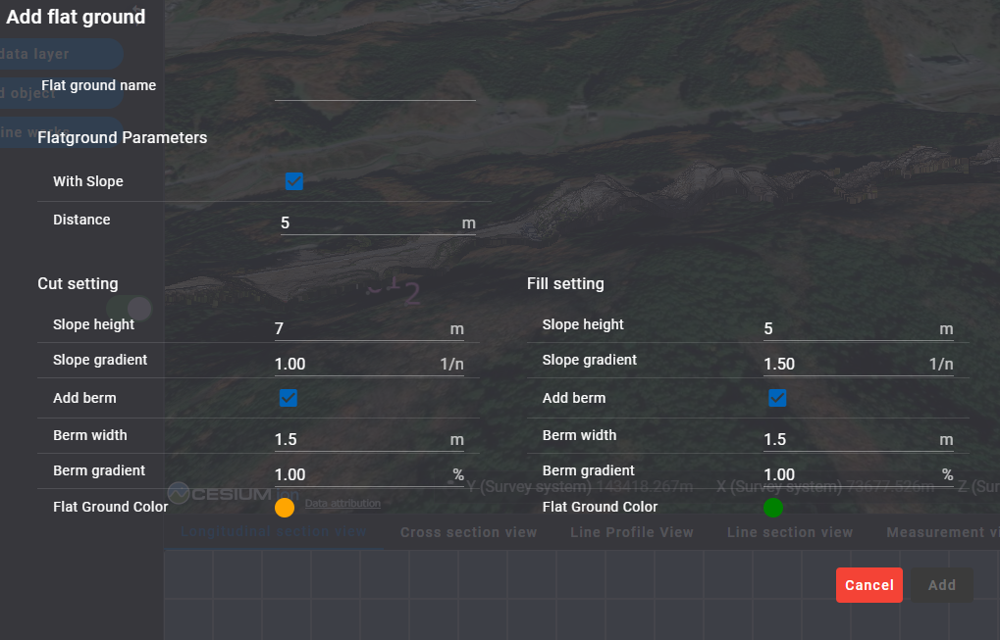 Add flat ground
data layer
Flat ground name
d object
ine works
Flatground Parameters
With Slope
Distance 5 m
2
Cut setting Fill setting
Slope height 7 m Slope height 5 m
Slope gradient 1.00 1/n Slope gradient 1.50 1/n
Add berm Add berm
Berm width 1.5 m Berm width 1.5 m
Berm gradient 1.00 % Berm gradient 1.00 %
Y (Survey system) 143418.267m X (Survey system) 73677.526m Z (Sur
CESIUM ion Data attribution
Flat Ground Color Flat Ground Color
Longitudinal section view Cross section view Line Profile View Line section view Measurement vi
Cancel Add